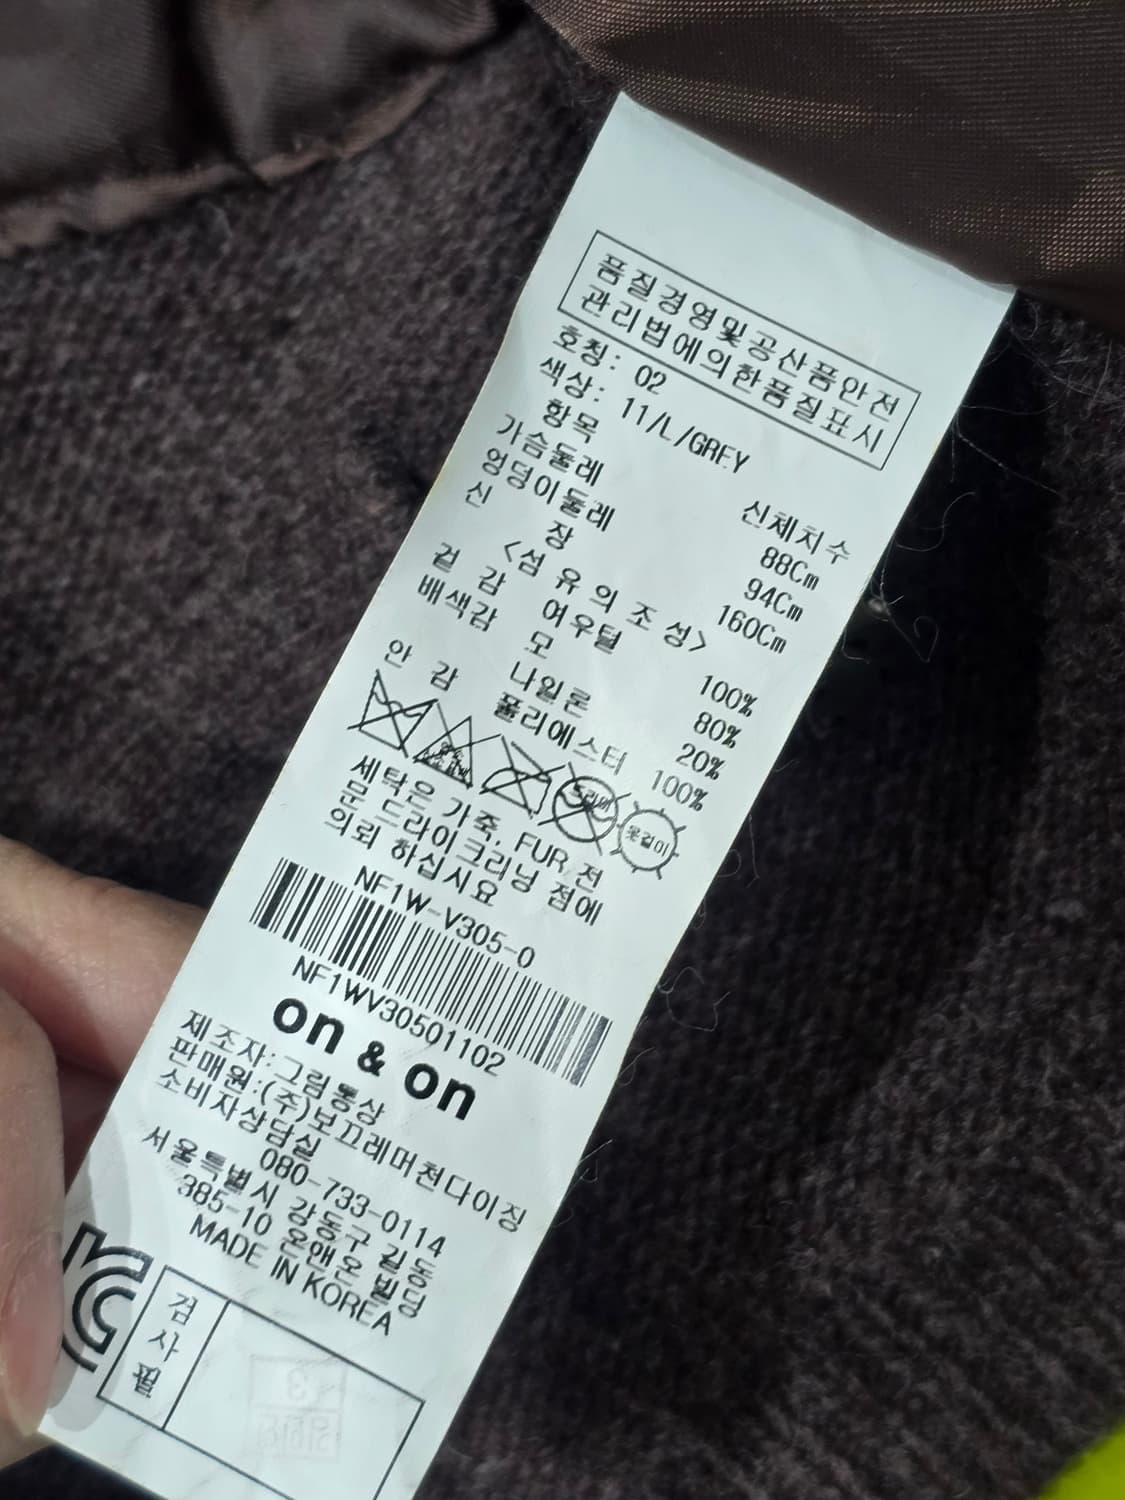 품질경영및공산품안전
관리법에의한품질표시
호칭: 02
색상: 11/L/GREY
항목 신체치수
가슴둘레 88Cm
엉덩이둘레 94Cm
신 장 160Cm
<섬 유 의 조 성>
겉 감 여우털 100%
배색감 모 80%
나일론 20%
안 감 폴리에스터 100%
드라이
옷걸이
세탁은 가죽, FUR 전
문 드라이크리닝 점에
의뢰 하십시요
NF1W-V305-0
NF1WV30501102
on & on
제조자:그림통상
판매원:(주)보끄레머천다이징
소비자상담실
080-733-0114
서울특별시 강동구 길동
385-10 온앤온 빌딩
MADE IN KOREA
검
사
필